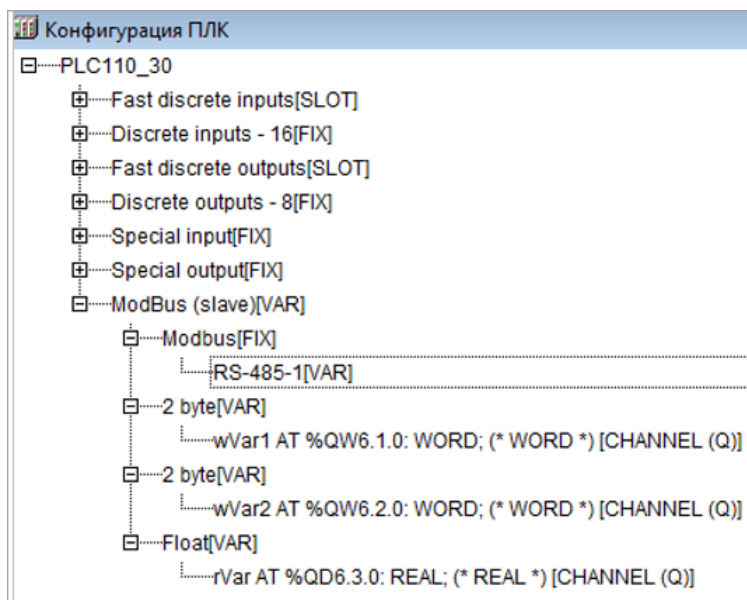 Конфигурация ПЛК
PLC110_30
Fast discrete inputs[SLOT]
Discrete inputs - 16[FIX]
Fast discrete outputs[SLOT]
Discrete outputs - 8[FIX]
Special input[FIX]
Special output[FIX]
ModBus (slave)[VAR]
Modbus[FIX]
RS-485-1[VAR]
2 byte[VAR]
wVar1 AT %QW6.1.0: WORD; (* WORD *) [CHANNEL (Q)]
2 byte[VAR]
wVar2 AT %QW6.2.0: WORD; (* WORD *) [CHANNEL (Q)]
Float[VAR]
rVar AT %QD6.3.0: REAL; (* REAL *) [CHANNEL (Q)]